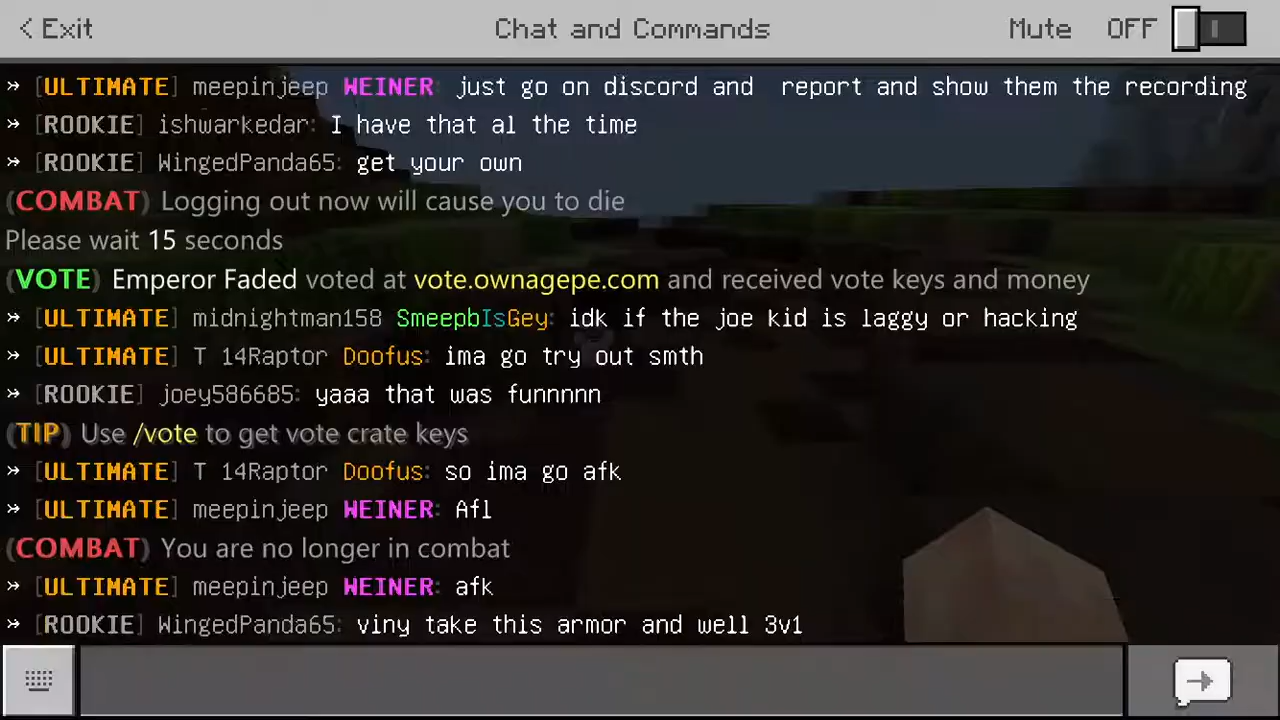 < Exit Chat and Commands Mute OFF
» [ULTIMATE] meepinjeep WEINER: just go on discord and  report and show them the recording
» [ROOKIE] ishwarkedar: I have that al the time
» [ROOKIE] WingedPanda65: get your own
(COMBAT) Logging out now will cause you to die
Please wait 15 seconds
(VOTE) Emperor Faded voted at vote.ownagepe.com and received vote keys and money
» [ULTIMATE] midnightman158 SmeepbIsGey: idk if the joe kid is laggy or hacking
» [ULTIMATE] T 14Raptor Doofus: ima go try out smth
» [ROOKIE] joey586685: yaaa that was funnnnn
(TIP) Use /vote to get vote crate keys
» [ULTIMATE] T 14Raptor Doofus: so ima go afk
» [ULTIMATE] meepinjeep WEINER: Afl
(COMBAT) You are no longer in combat
» [ULTIMATE] meepinjeep WEINER: afk
» [ROOKIE] WingedPanda65: viny take this armor and well 3v1